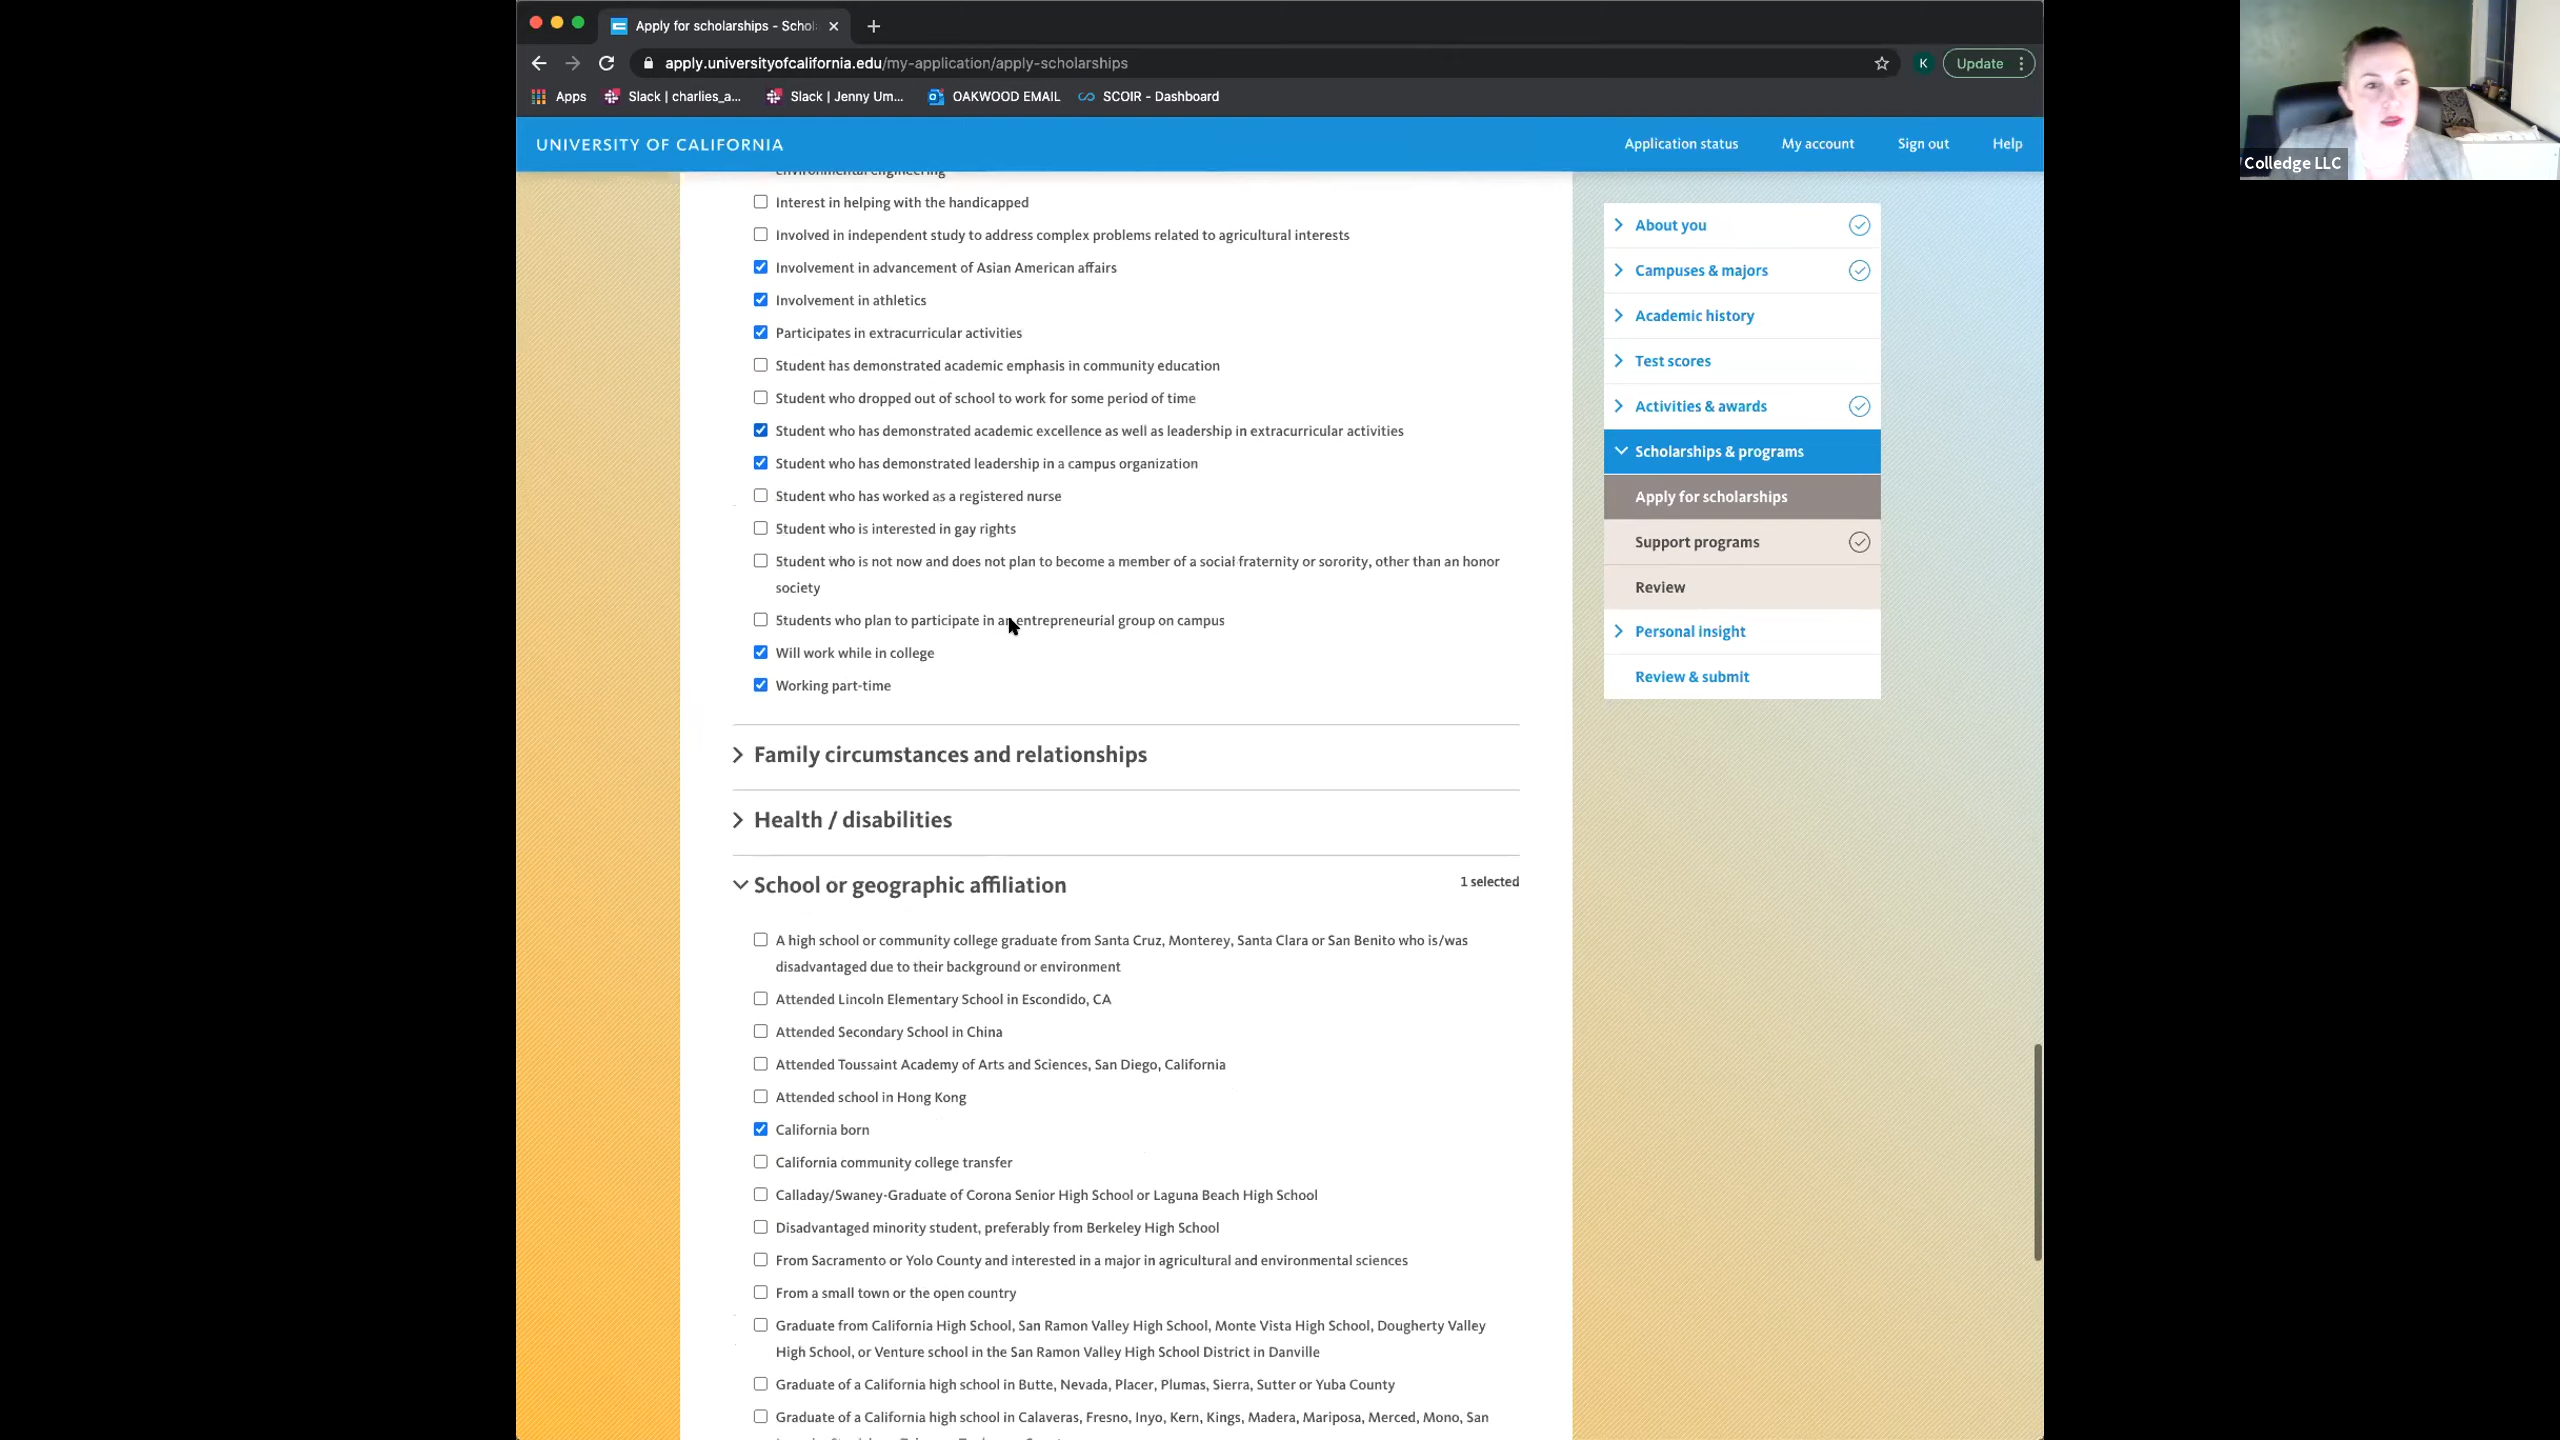 Apply for scholarships - Schol
apply.universityofcalifornia.edu/my-application/apply-scholarships
K
Update
Apps
Slack | charlies_a...
Slack | Jenny Um...
OAKWOOD EMAIL
SCOIR - Dashboard
Colledge LLC
UNIVERSITY OF CALIFORNIA
Application status
My account
Sign out
Help
environmental engineering
Interest in helping with the handicapped
Involved in independent study to address complex problems related to agricultural interests
Involvement in advancement of Asian American affairs
Involvement in athletics
Participates in extracurricular activities
Student has demonstrated academic emphasis in community education
Student who dropped out of school to work for some period of time
Student who has demonstrated academic excellence as well as leadership in extracurricular activities
Student who has demonstrated leadership in a campus organization
Student who has worked as a registered nurse
Student who is interested in gay rights
Student who is not now and does not plan to become a member of a social fraternity or sorority, other than an honor
society
Students who plan to participate in an entrepreneurial group on campus
Will work while in college
Working part-time
Family circumstances and relationships
Health / disabilities
School or geographic affiliation
1 selected
A high school or community college graduate from Santa Cruz, Monterey, Santa Clara or San Benito who is/was
disadvantaged due to their background or environment
Attended Lincoln Elementary School in Escondido, CA
Attended Secondary School in China
Attended Toussaint Academy of Arts and Sciences, San Diego, California
Attended school in Hong Kong
California born
California community college transfer
Calladay/Swaney-Graduate of Corona Senior High School or Laguna Beach High School
Disadvantaged minority student, preferably from Berkeley High School
From Sacramento or Yolo County and interested in a major in agricultural and environmental sciences
From a small town or the open country
Graduate from California High School, San Ramon Valley High School, Monte Vista High School, Dougherty Valley
High School, or Venture school in the San Ramon Valley High School District in Danville
Graduate of a California high school in Butte, Nevada, Placer, Plumas, Sierra, Sutter or Yuba County
Graduate of a California high school in Calaveras, Fresno, Inyo, Kern, Kings, Madera, Mariposa, Merced, Mono, San
About you
Campuses & majors
Academic history
Test scores
Activities & awards
Scholarships & programs
Apply for scholarships
Support programs
Review
Personal insight
Review & submit